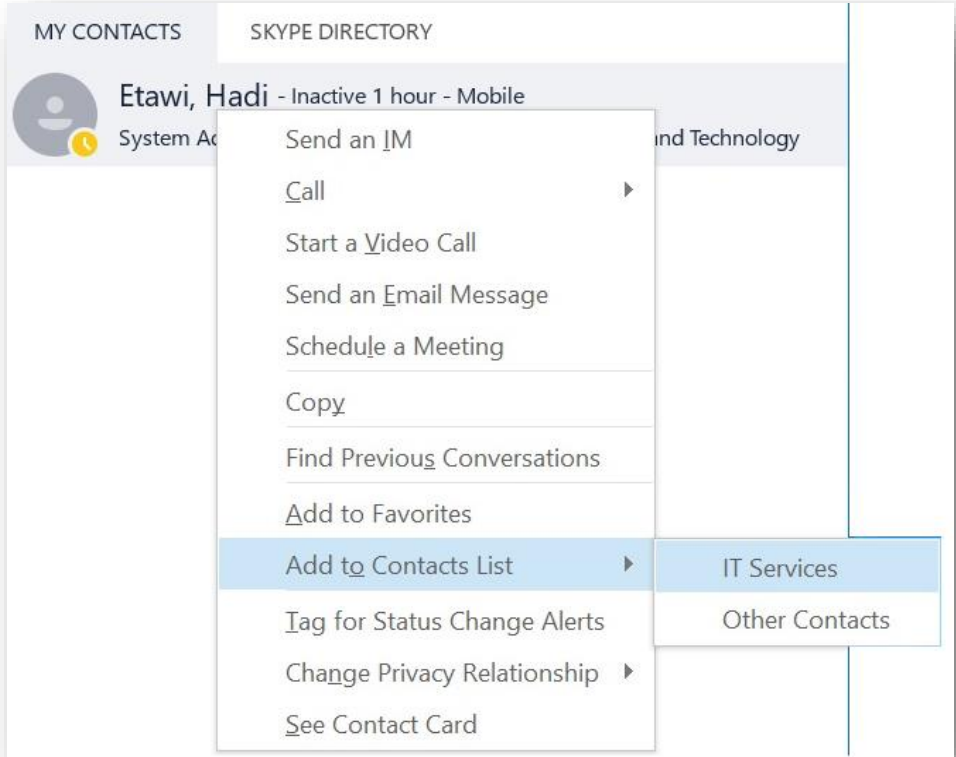 MY CONTACTS SKYPE DIRECTORY
Etawi, Hadi - Inactive 1 hour - Mobile
System and Technology
Send an IM
Call
Start a Video Call
Send an Email Message
Schedule a Meeting
Copy
Find Previous Conversations
Add to Favorites
Add to Contacts List
IT Services
Other Contacts
Tag for Status Change Alerts
Change Privacy Relationship
See Contact Card